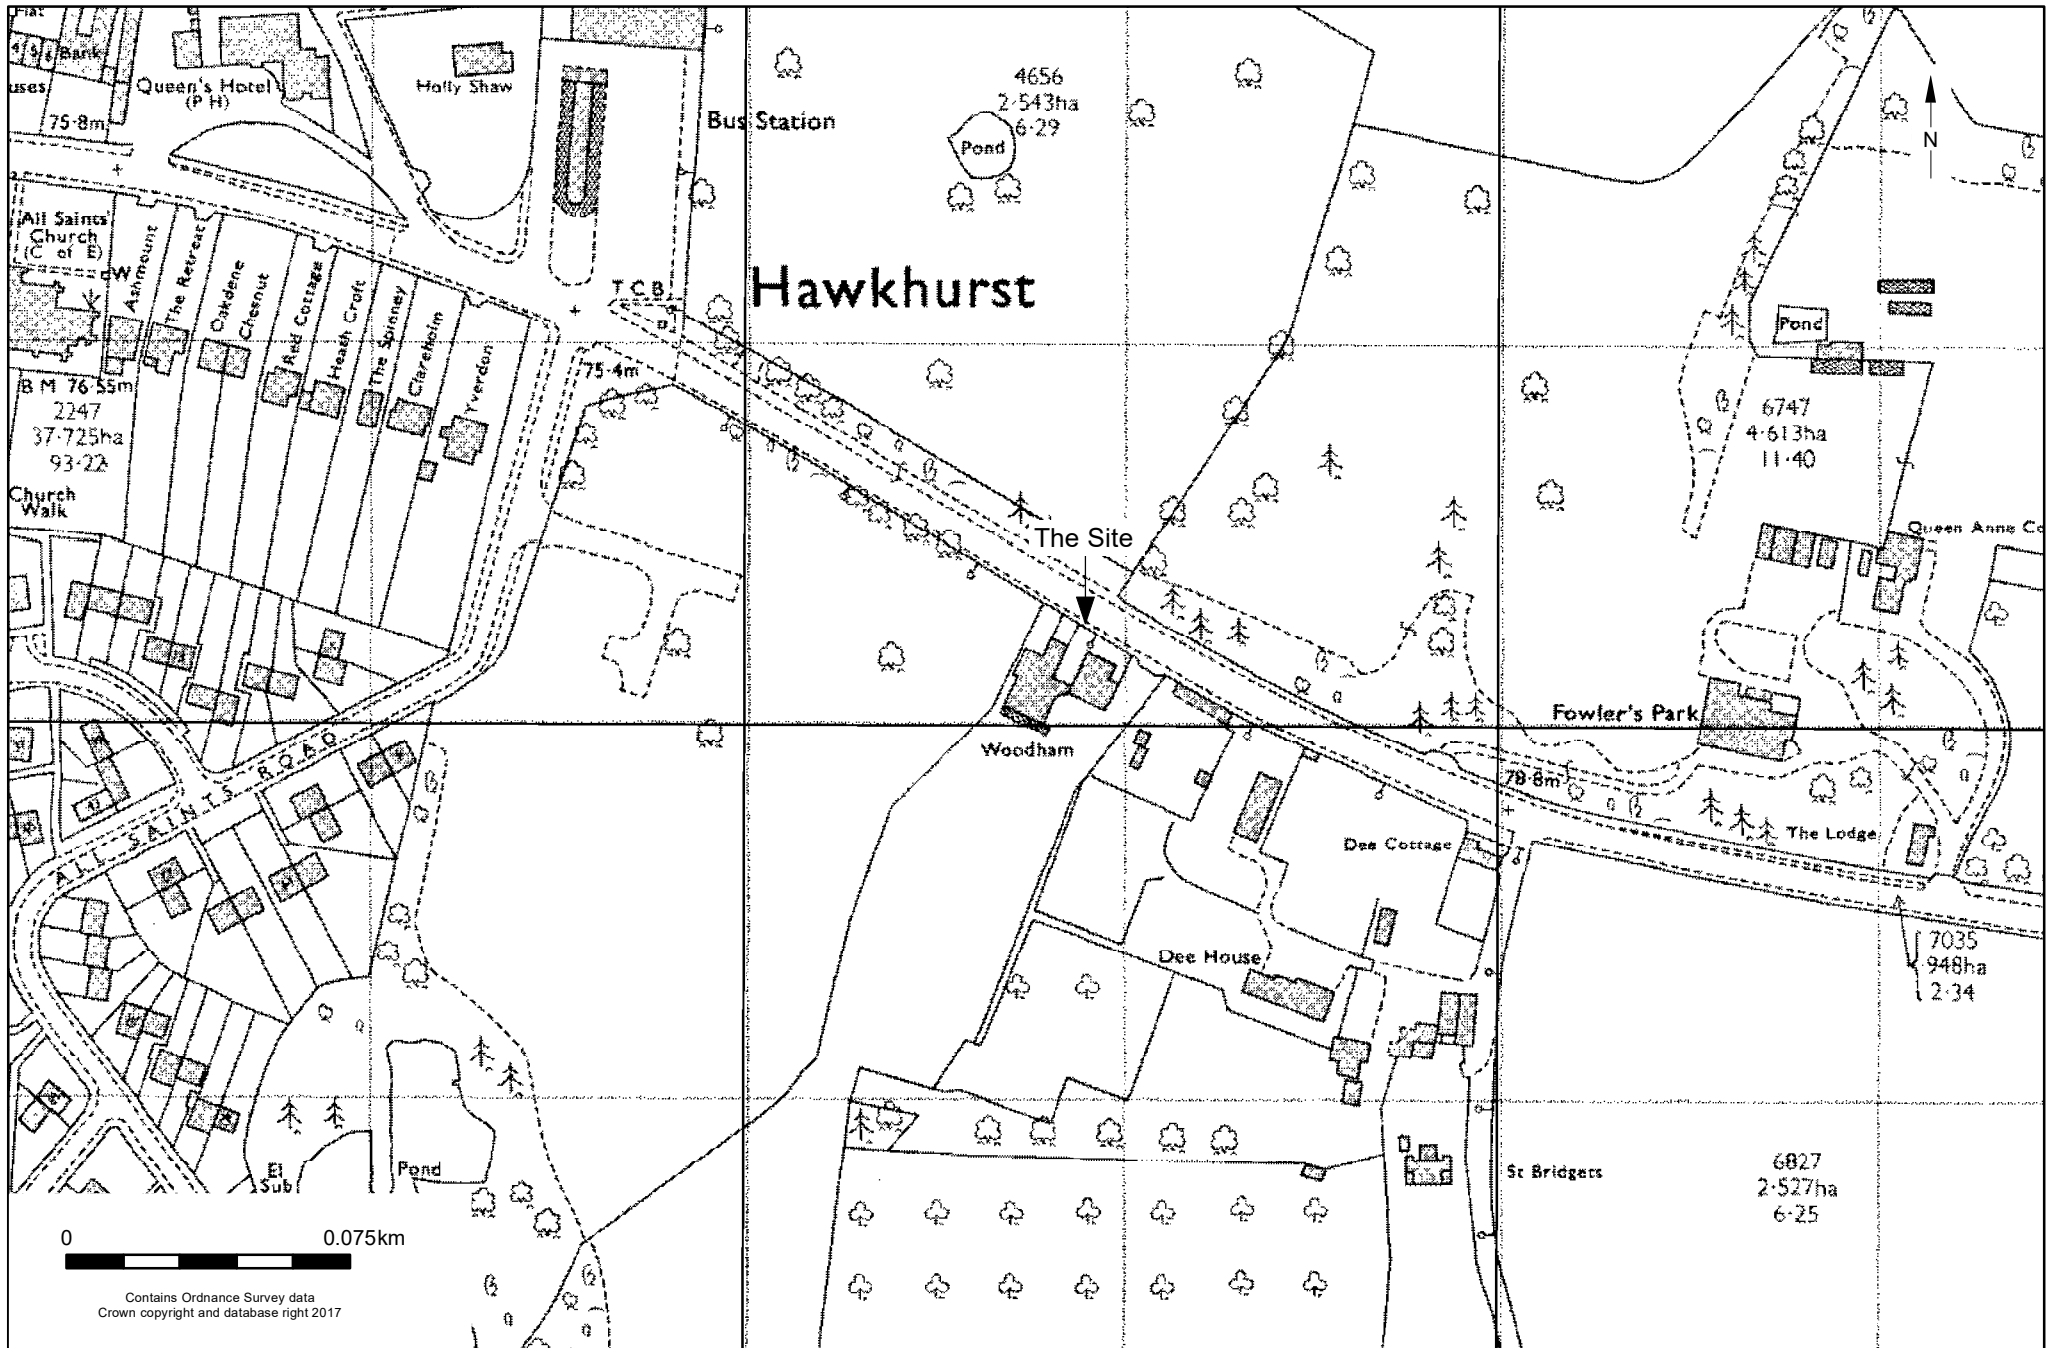 Flat
Bank
uses
Queen's Hotel
(P H)
75·8m
Holly Shaw
Bus Station
4656
2·543ha
6·29
Pond
N
All Saints'
Church
(C of E)
W
Ashmount
The Retreat
Oakdene
Chesnut
Red Cottage
Heath Croft
The Spinney
Clareholm
Yverdon
T C B
Hawkhurst
75·4m
B M 76·55m
2247
37·725ha
93·22
Church
Walk
Pond
6747
4·613ha
11·40
Queen Anne Co
The Site
Woodham
Fowler's Park
78·8m
The Lodge
Dee Cottage
ALL SAINTS ROAD
Dee House
7035
·948ha
2·34
El
Sub
Pond
St Bridgets
6827
2·527ha
6·25
0 0.075km
Contains Ordnance Survey data
Crown copyright and database right 2017